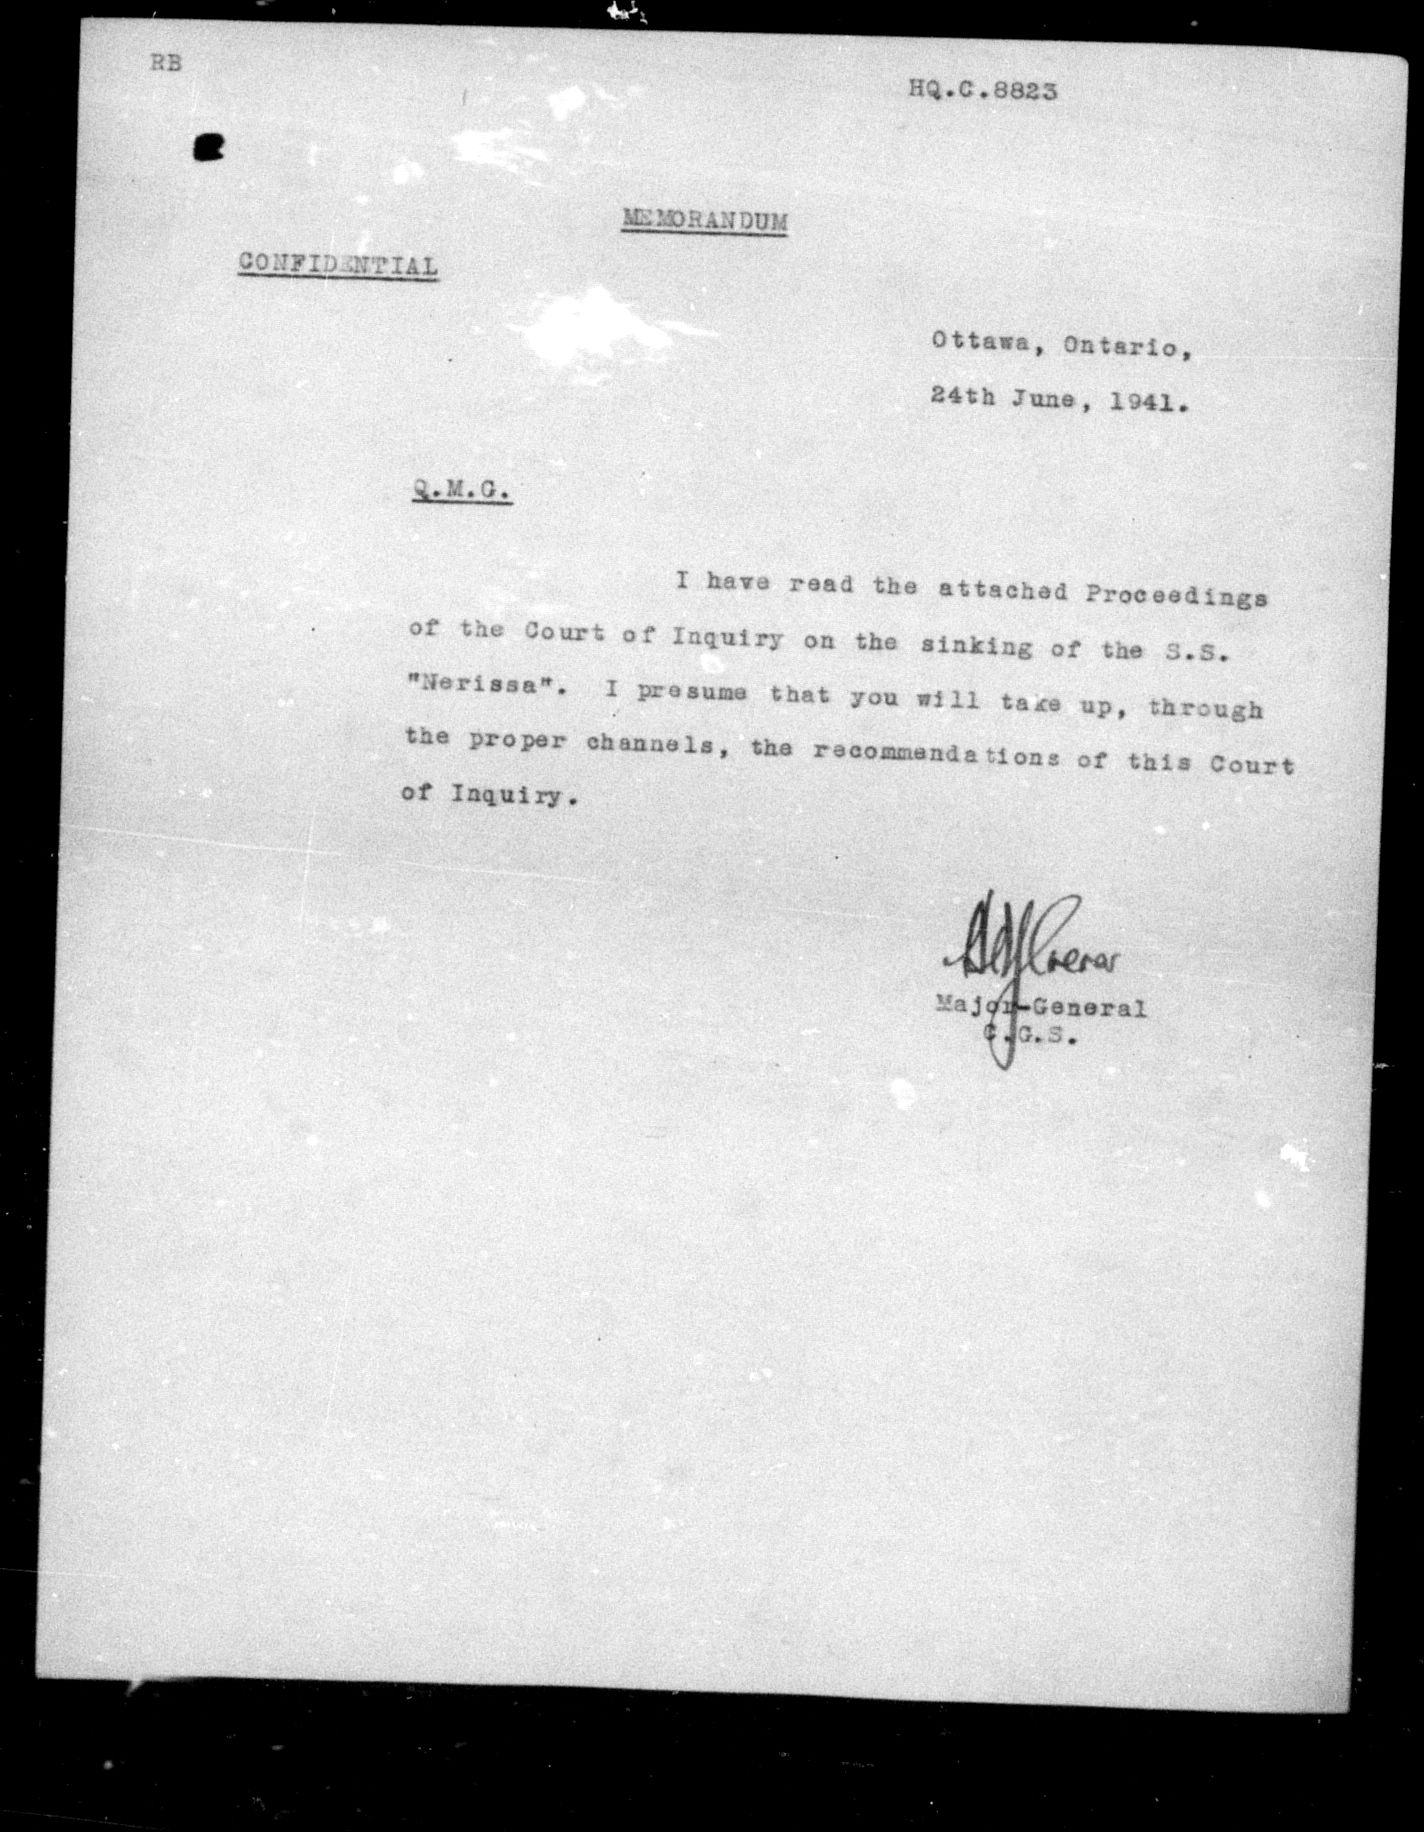 RB
HQ.C.8823
MEMORANDUM
CONFIDENTIAL
Ottawa, Ontario,
24th June, 1941.
Q.M.G.
I have read the attached Proceedings
of the Court of Inquiry on the sinking of the S.S.
"Nerissa". I presume that you will take up, through
the proper channels, the recommendations of this Court
of Inquiry.
Crerar
Major-General
C.G.S.